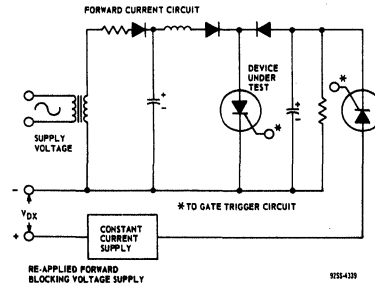 FORWARD CURRENT CIRCUIT
DEVICE
UNDER
TEST
*
*
+
-
+
-
SUPPLY
VOLTAGE
-
VDX
+
* TO GATE TRIGGER CIRCUIT
CONSTANT
CURRENT
SUPPLY
RE-APPLIED FORWARD
BLOCKING VOLTAGE SUPPLY
92SS-4339